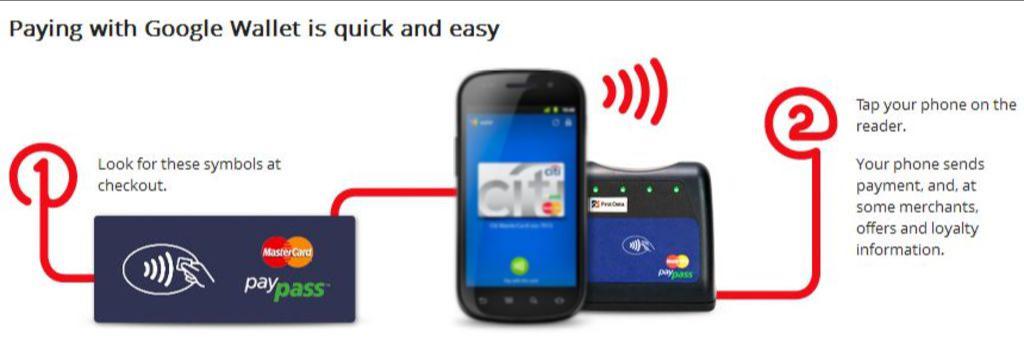 Paying with Google Wallet is quick and easy
1
Look for these symbols at
checkout.
MasterCard
paypass
citi
citi
First Data
MasterCard
paypass
2
Tap your phone on the
reader.
Your phone sends
payment, and, at
some merchants,
offers and loyalty
information.